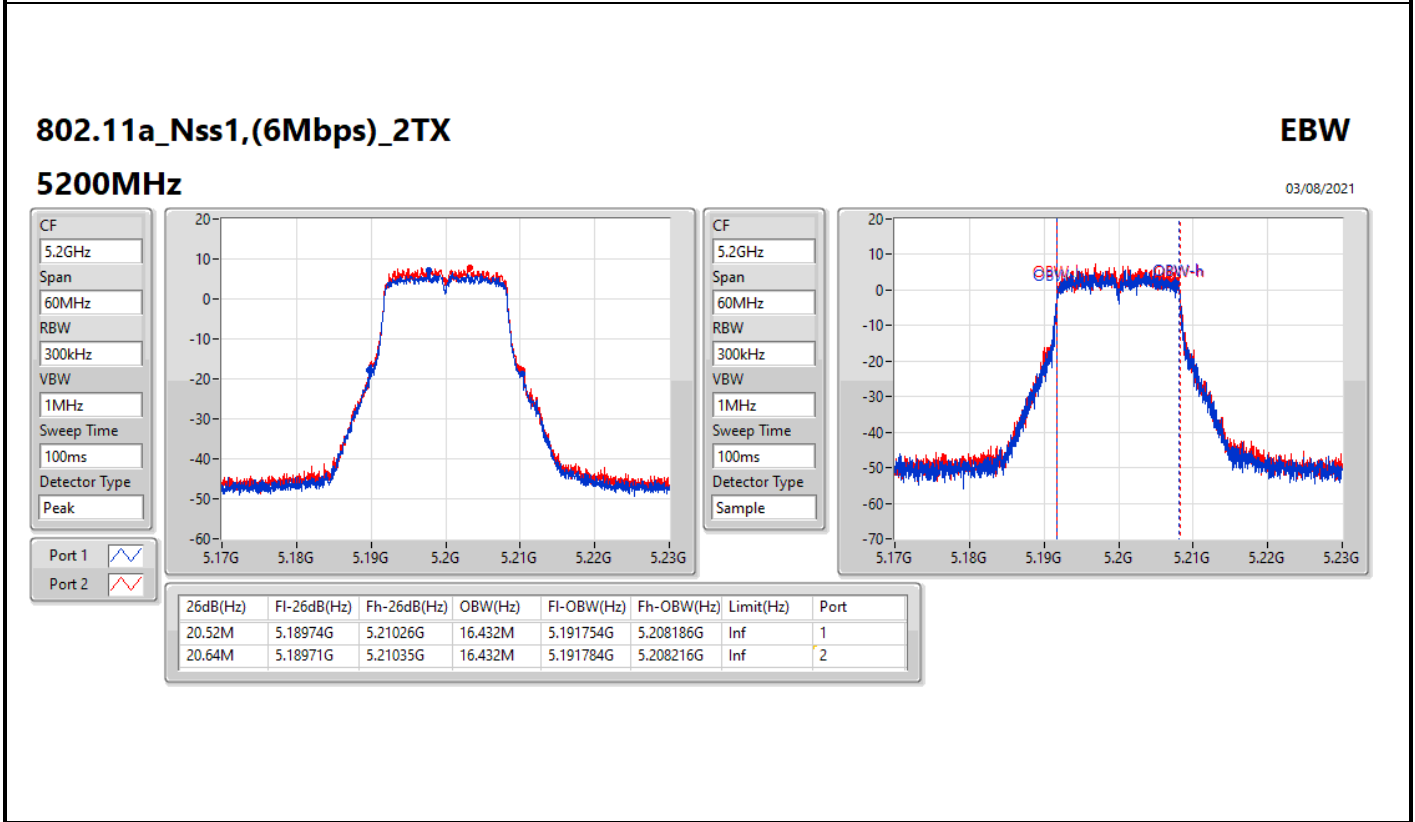 802.11a_Nss1,(6Mbps)_2TX
EBW
5200MHz
03/08/2021
CF
5.2GHz
Span
60MHz
RBW
300kHz
VBW
1MHz
Sweep Time
100ms
Detector Type
Peak
Port 1
Port 2
20
10
0
-10
-20
-30
-40
-50
-60
5.17G 5.18G 5.19G 5.2G 5.21G 5.22G 5.23G
CF
5.2GHz
Span
60MHz
RBW
300kHz
VBW
1MHz
Sweep Time
100ms
Detector Type
Sample
20
10
0
-10
-20
-30
-40
-50
-60
-70
OBW-l OBW-h
5.17G 5.18G 5.19G 5.2G 5.21G 5.22G 5.23G
26dB(Hz) Fl-26dB(Hz) Fh-26dB(Hz) OBW(Hz) Fl-OBW(Hz) Fh-OBW(Hz) Limit(Hz) Port
20.52M 5.18974G 5.21026G 16.432M 5.191754G 5.208186G Inf 1
20.64M 5.18971G 5.21035G 16.432M 5.191784G 5.208216G Inf 2